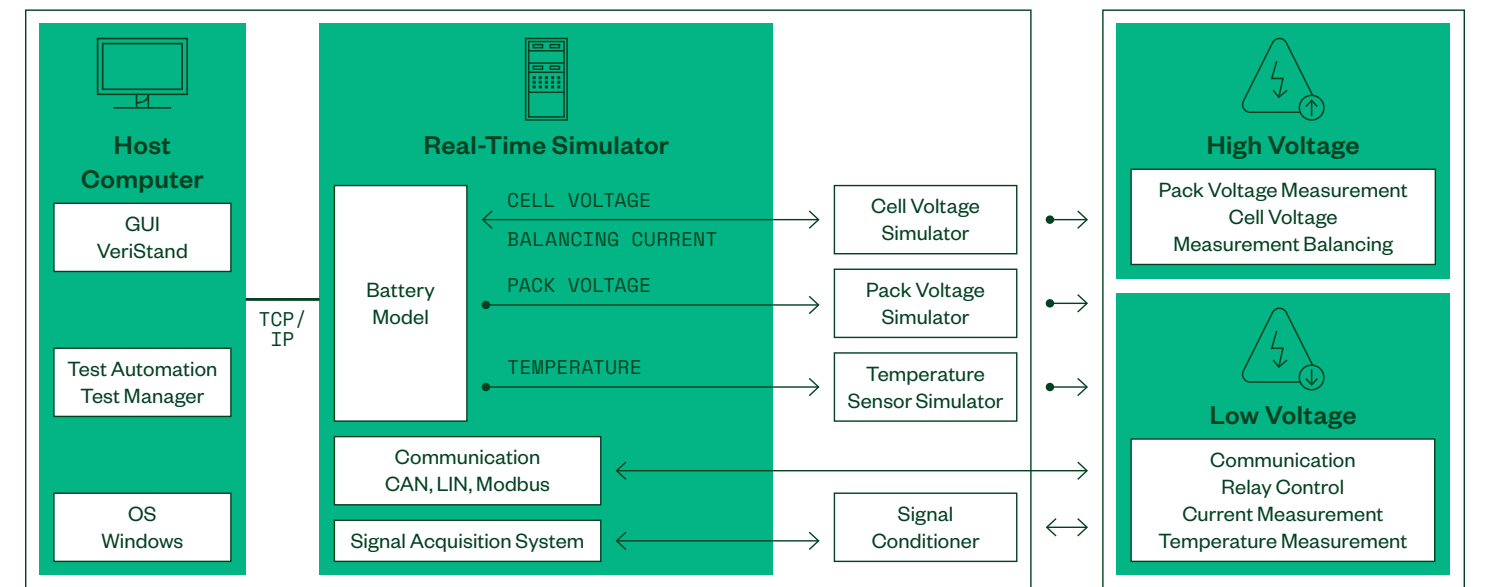 Host
Computer
GUI
VeriStand
Test Automation
Test Manager
OS
Windows
TCP/
IP
Real-Time Simulator
Battery
Model
CELL VOLTAGE
BALANCING CURRENT
PACK VOLTAGE
TEMPERATURE
Communication
CAN, LIN, Modbus
Signal Acquisition System
Cell Voltage
Simulator
Pack Voltage
Simulator
Temperature
Sensor Simulator
Signal
Conditioner
High Voltage
Pack Voltage Measurement
Cell Voltage
Measurement Balancing
Low Voltage
Communication
Relay Control
Current Measurement
Temperature Measurement